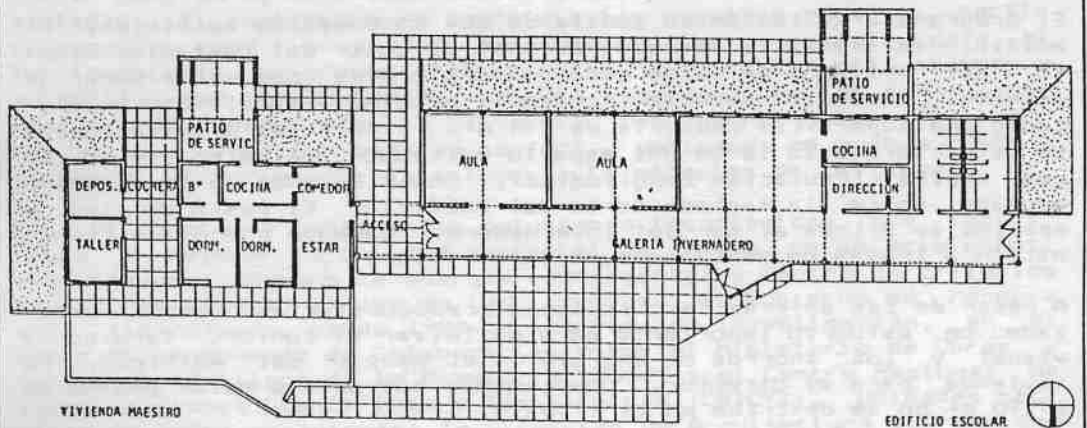 PATIO
DE SERVICIO
PATIO
DE SERVIC.
AULA
AULA
COCINA
DEPOS.
COCHERA
B°
COCINA
COMEDOR
DIRECCION
ACCESO
TALLER
DORM.
DORM.
ESTAR
GALERIA INVERNADERO
VIVIENDA MAESTRO
EDIFICIO ESCOLAR